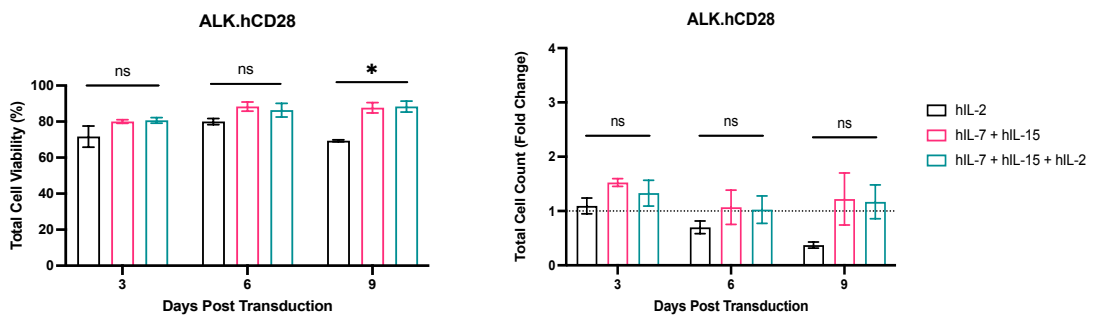 ALK.hCD28
Total Cell Viability (%)
100
80
60
40
20
0
ns
ns
*
3
6
9
Days Post Transduction
ALK.hCD28
Total Cell Count (Fold Change)
4
3
2
1
0
ns
ns
ns
3
6
9
Days Post Transduction
hIL-2
hIL-7 + hIL-15
hIL-7 + hIL-15 + hIL-2